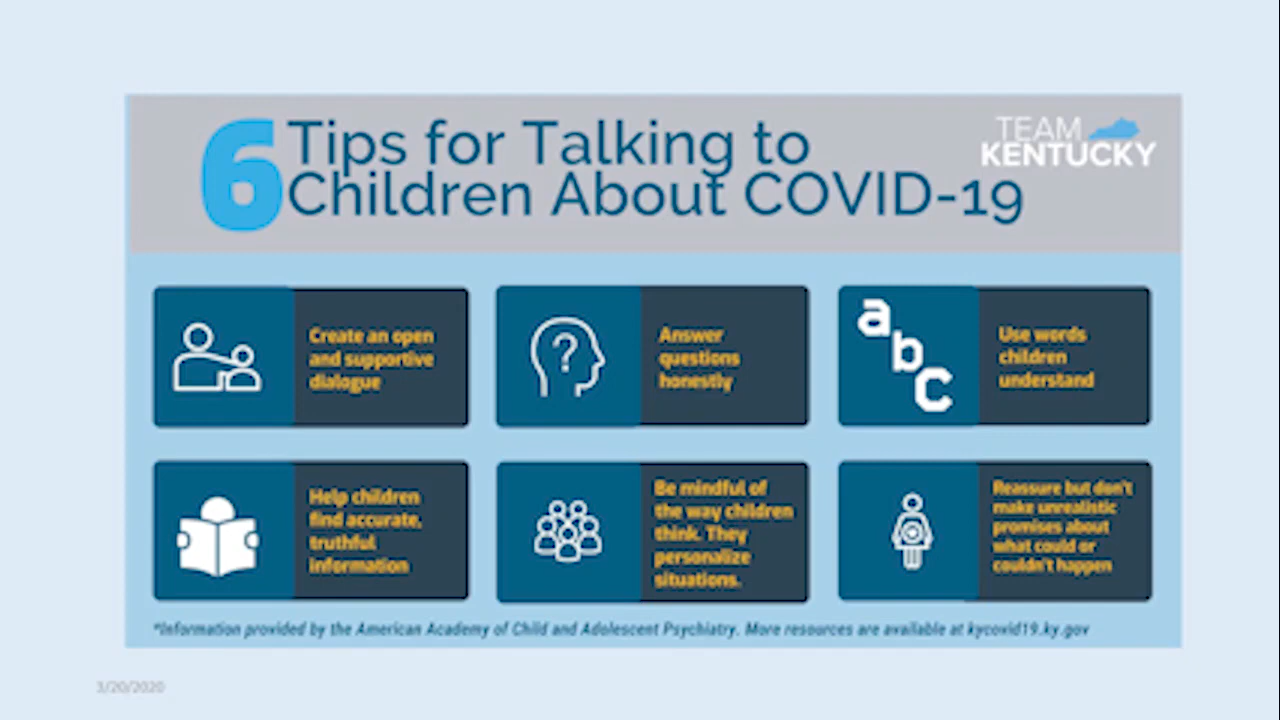 6 Tips for Talking to
Children About COVID-19
TEAM
KENTUCKY
Create an open
and supportive
dialogue
Answer
questions
honestly
a
b
c
Use words
children
understand
Help children
find accurate,
truthful
information
Be mindful of
the way children
think. They
personalize
situations.
Reassure but don't
make unrealistic
promises about
what could or
couldn't happen
*Information provided by the American Academy of Child and Adolescent Psychiatry. More resources are available at kycovid19.ky.gov
3/20/2020